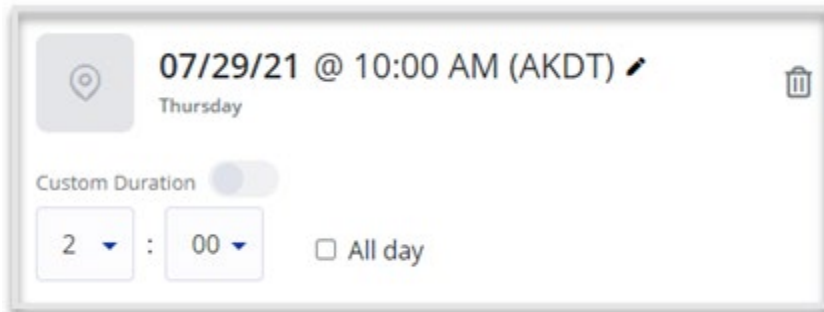 07/29/21 @ 10:00 AM (AKDT)
Thursday
Custom Duration
2 : 00 All day